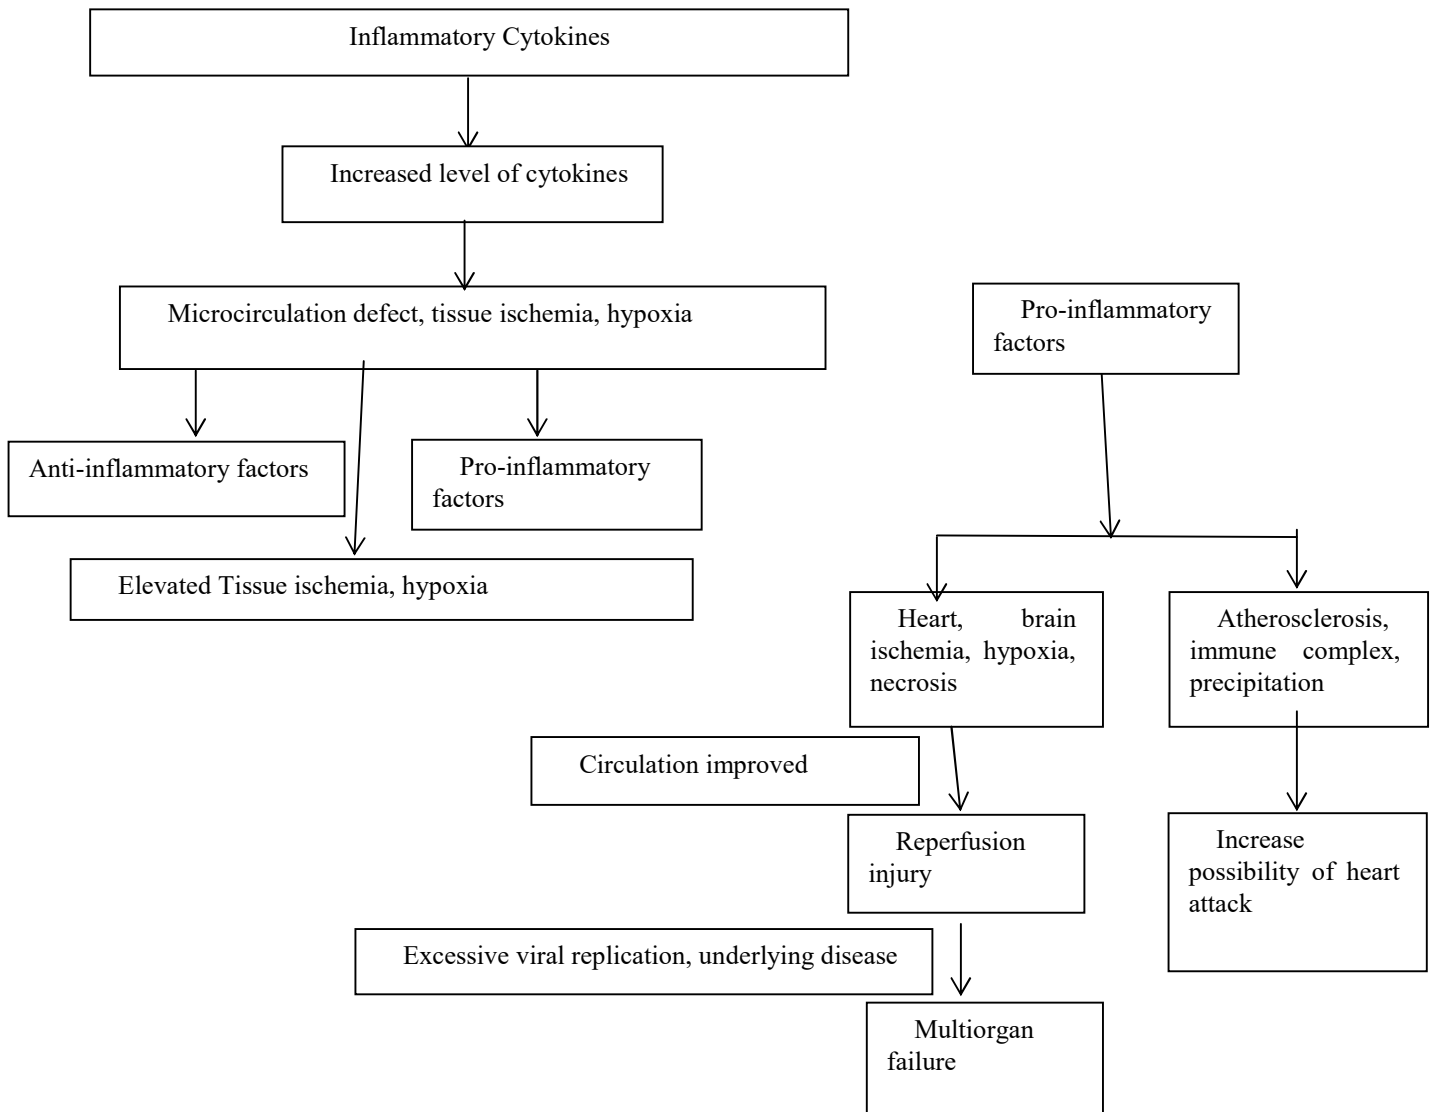 Inflammatory Cytokines
Increased level of cytokines
Microcirculation defect, tissue ischemia, hypoxia
Pro-inflammatory
factors
Anti-inflammatory factors
Pro-inflammatory
factors
Elevated Tissue ischemia, hypoxia
Heart, brain
ischemia, hypoxia,
necrosis
Atherosclerosis,
immune complex,
precipitation
Circulation improved
Reperfusion
injury
Increase
possibility of heart
attack
Excessive viral replication, underlying disease
Multiorgan
failure